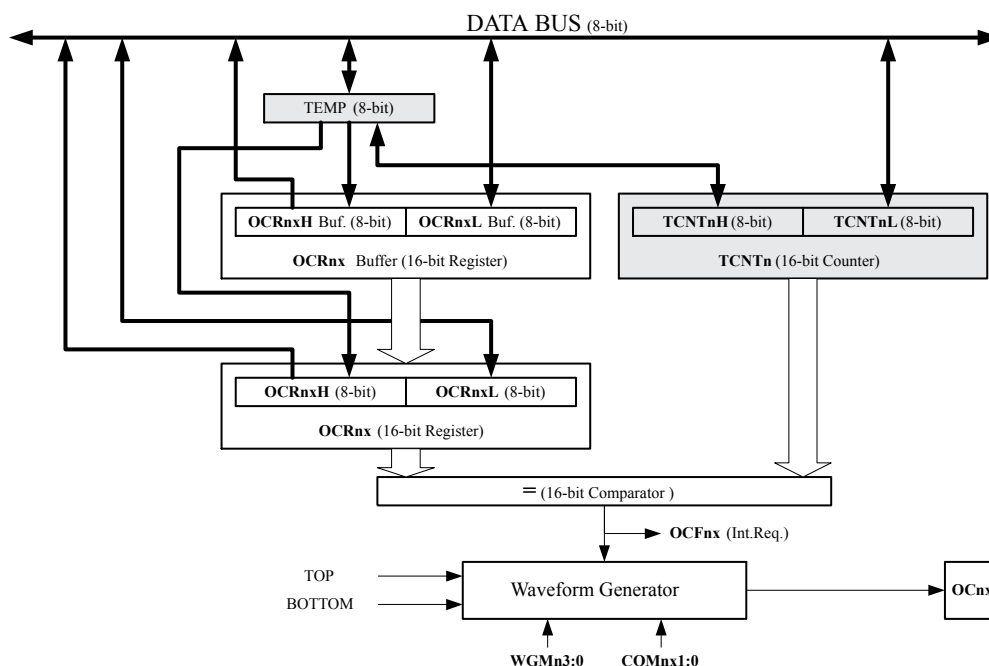 DATA BUS (8-bit)
TEMP (8-bit)
OCRnxH Buf. (8-bit) OCRnxL Buf. (8-bit)
OCRnx Buffer (16-bit Register)
TCNTnH (8-bit) TCNTnL (8-bit)
TCNTn (16-bit Counter)
OCRnxH (8-bit) OCRnxL (8-bit)
OCRnx (16-bit Register)
= (16-bit Comparator )
OCFnx (Int.Req.)
TOP
BOTTOM
Waveform Generator
OCnx
WGMn3:0 COMnx1:0